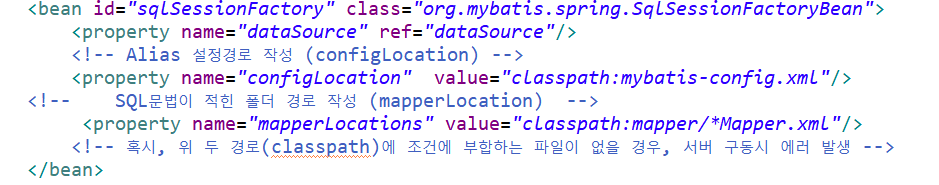 <bean id="sqlSessionFactory" class="org.mybatis.spring.SqlSessionFactoryBean">
<property name="dataSource" ref="dataSource"/>
<!-- Alias 설정경로 작성 (configLocation) -->
<property name="configLocation"  value="classpath:mybatis-config.xml"/>
<!--    SQL문법이 적힌 폴더 경로 작성 (mapperLocation)  -->
<property name="mapperLocations" value="classpath:mapper/*Mapper.xml"/>
<!-- 혹시, 위 두 경로(classpath)에 조건에 부합하는 파일이 없을 경우, 서버 구동시 에러 발생 -->
</bean>